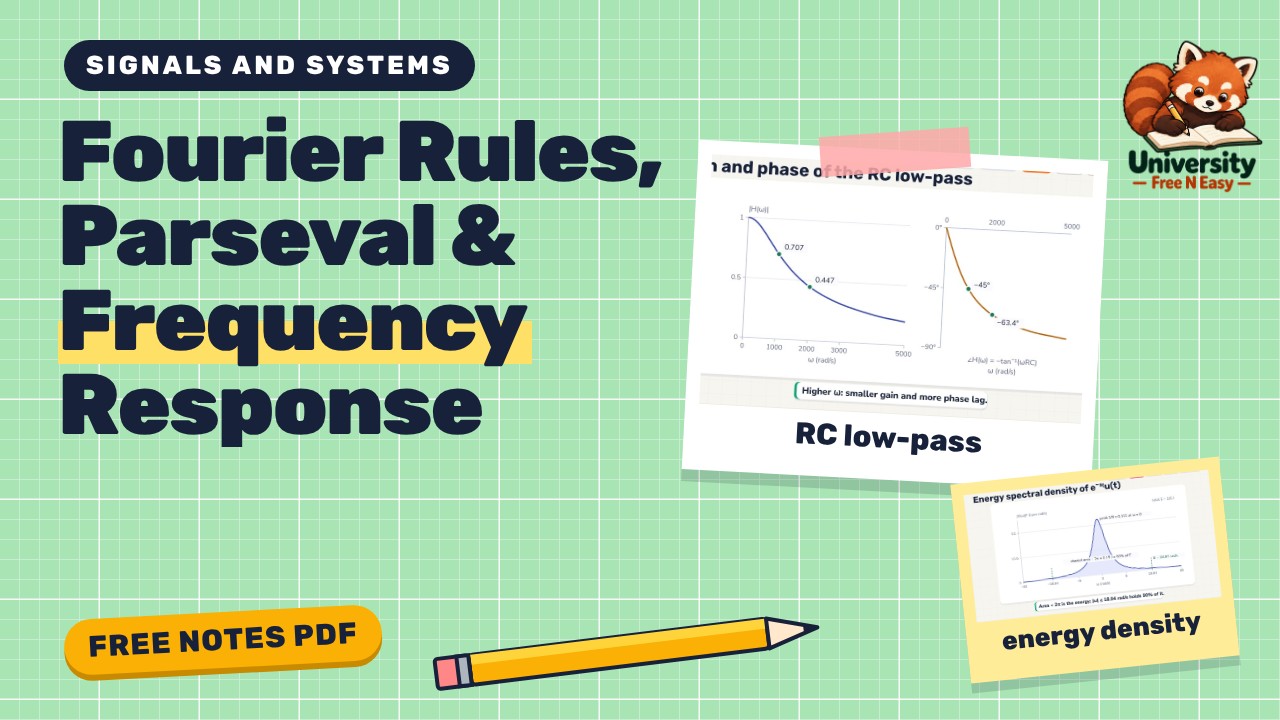 SIGNALS AND SYSTEMS
Fourier Rules,
Parseval &
Frequency
Response
FREE NOTES PDF
University
Free N Easy
and phase of the RC low-pass
|H(ω)|
1
0.5
0
0.707
0.447
0 1000 2000 3000 5000
ω (rad/s)
0 2000 5000
0°
−45°
−90°
−45°
−63.4°
∠H(ω) = −tan⁻¹(ωRC)
ω (rad/s)
Higher ω: smaller gain and more phase lag.
RC low-pass
Energy spectral density of
energy density